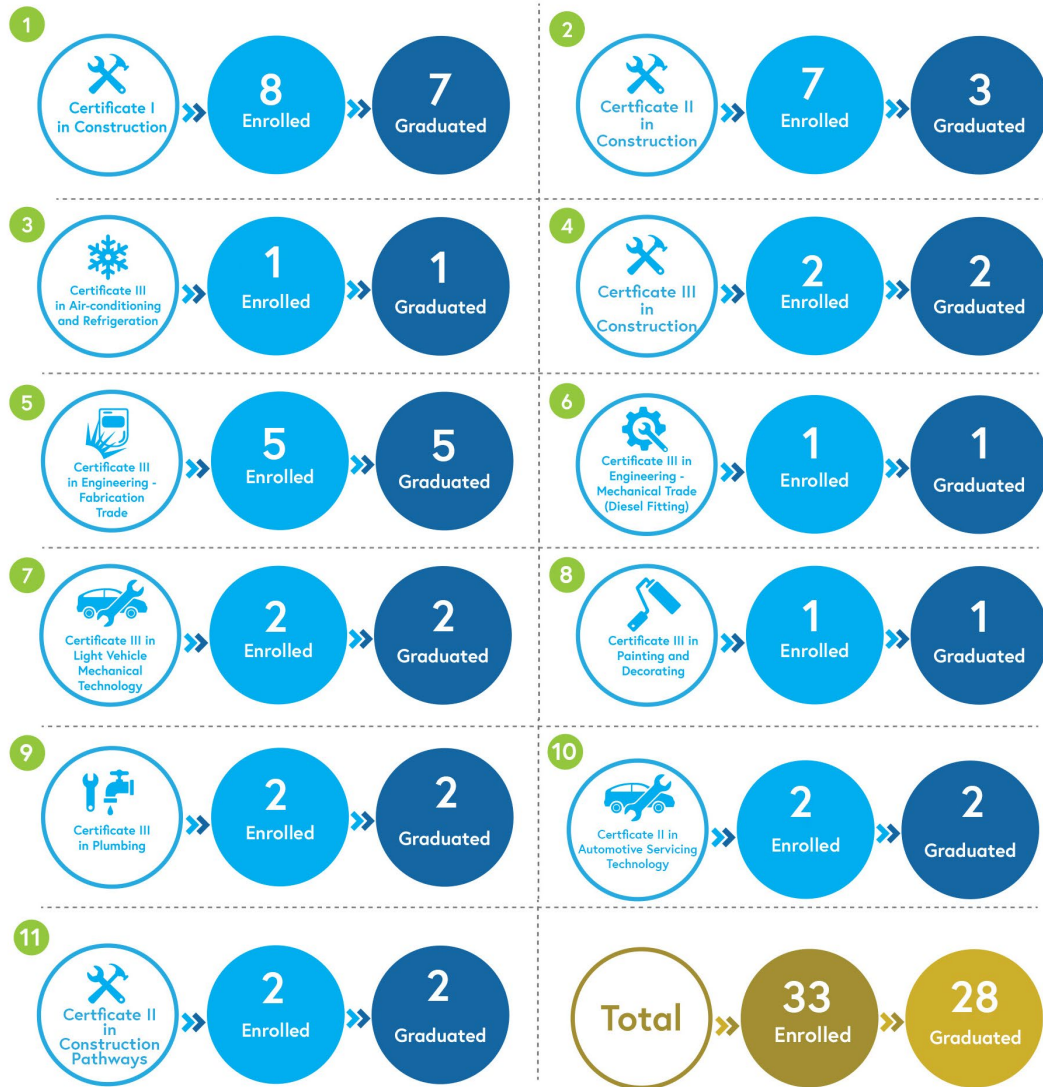 1
Certificate I
in Construction
8
Enrolled
7
Graduated
2
Certficate II
in
Construction
7
Enrolled
3
Graduated
3
Certificate III
in Air-conditioning
and Refrigeration
1
Enrolled
1
Graduated
4
Certficate III
in
Construction
2
Enrolled
2
Graduated
5
Certificate III
in Engineering -
Fabrication
Trade
5
Enrolled
5
Graduated
6
Certificate III in
Engineering -
Mechanical Trade
(Diesel Fitting)
1
Enrolled
1
Graduated
7
Certificate III in
Light Vehicle
Mechanical
Technology
2
Enrolled
2
Graduated
8
Certificate III in
Painting and
Decorating
1
Enrolled
1
Graduated
9
Certificate III
in Plumbing
2
Enrolled
2
Graduated
10
Certficate II in
Automotive Servicing
Technology
2
Enrolled
2
Graduated
11
Certficate II
in
Construction
Pathways
2
Enrolled
2
Graduated
Total
33
Enrolled
28
Graduated